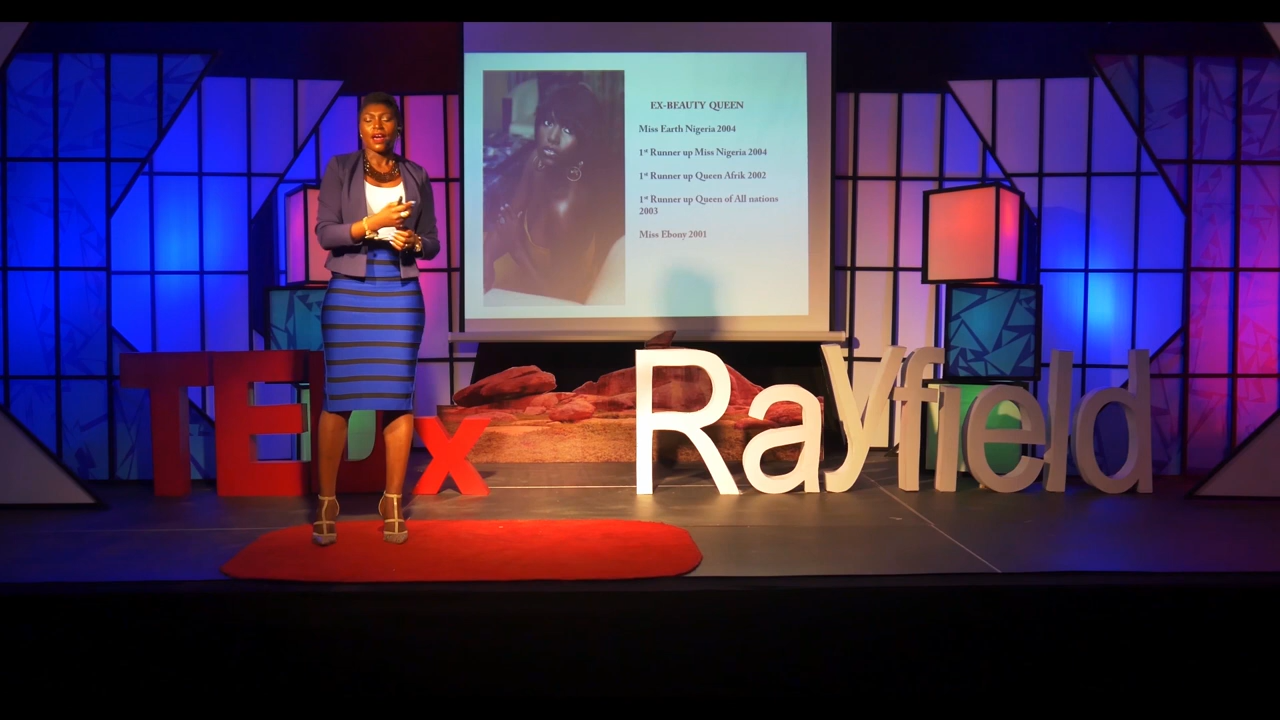 EX-BEAUTY QUEEN
Miss Earth Nigeria 2004
1st Runner up Miss Nigeria 2004
1st Runner up Queen Afrik 2002
1st Runner up Queen of All nations
2003
Miss Ebony 2001
TEDx
Rayfield